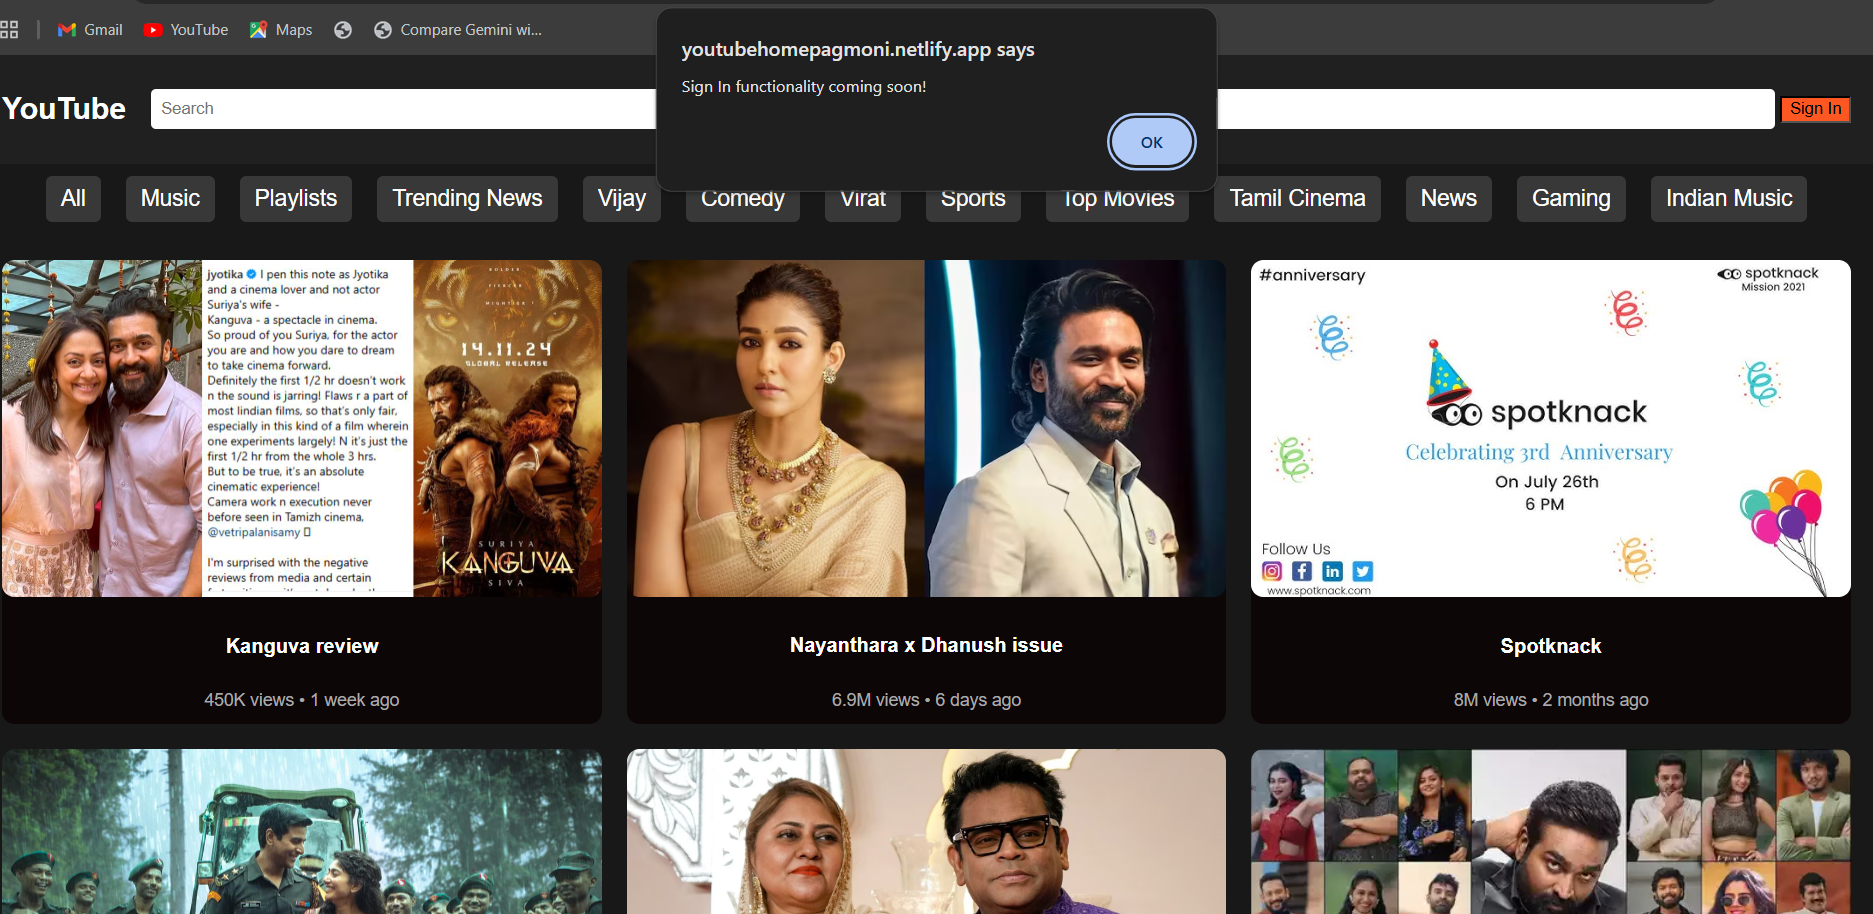 Gmail
YouTube
Maps
Compare Gemini wi...
youtubehomepagmoni.netlify.app says
Sign In functionality coming soon!
OK
YouTube
Search
Sign In
All
Music
Playlists
Trending News
Vijay
Comedy
Virat
Sports
Top Movies
Tamil Cinema
News
Gaming
Indian Music
jyotika I pen this note as Jyotika
and a cinema lover and not actor
Suriya's wife -
Kanguva - a spectacle in cinema.
So proud of you Suriya, for the actor
you are and how you dare to dream
to take cinema forward.
Definitely the first 1/2 hr doesn't work
n the sound is jarring! Flaws r a part of
most Iindian films, so that's only fair,
especially in this kind of a film wherein
one experiments largely! N it's just the
first 1/2 hr from the whole 3 hrs.
But to be true, it's an absolute
cinematic experience!
Camera work n execution never
before seen in Tamizh cinema,
@vetripalanisamy
I'm surprised with the negative
reviews from media and certain
BOLDER
FIERCER
MIGHTIER
14.11.24
GLOBAL RELEASE
SURIYA
KANGUVA
SIVA
#anniversary
spotknack
Mission 2021
spotknack
Celebrating 3rd Anniversary
On July 26th
6 PM
Follow Us
www.spotknack.com
Kanguva review
450K views • 1 week ago
Nayanthara x Dhanush issue
6.9M views • 6 days ago
Spotknack
8M views • 2 months ago